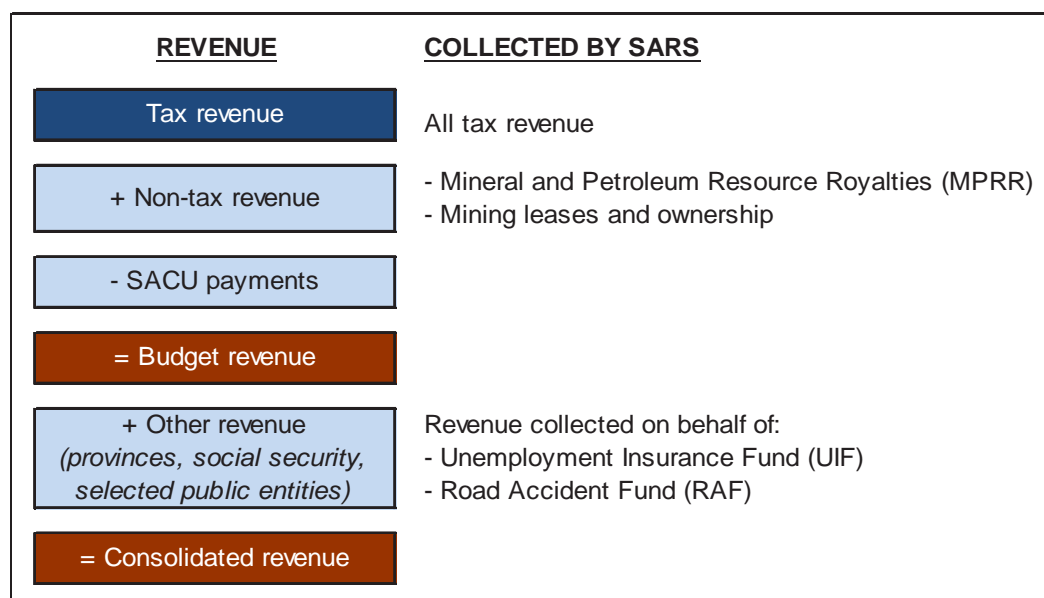 REVENUE
COLLECTED BY SARS
Tax revenue
All tax revenue
+ Non-tax revenue
- Mineral and Petroleum Resource Royalties (MPRR)
- Mining leases and ownership
- SACU payments
= Budget revenue
+ Other revenue
(provinces, social security,
selected public entities)
Revenue collected on behalf of:
- Unemployment Insurance Fund (UIF)
- Road Accident Fund (RAF)
= Consolidated revenue